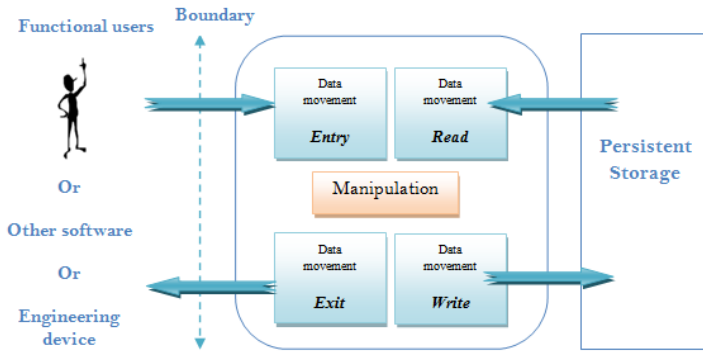 Functional users
Boundary
Data
movement
Entry
Data
movement
Read
Persistent
Storage
Or
Manipulation
Other software
Or
Data
movement
Exit
Data
movement
Write
Engineering
device